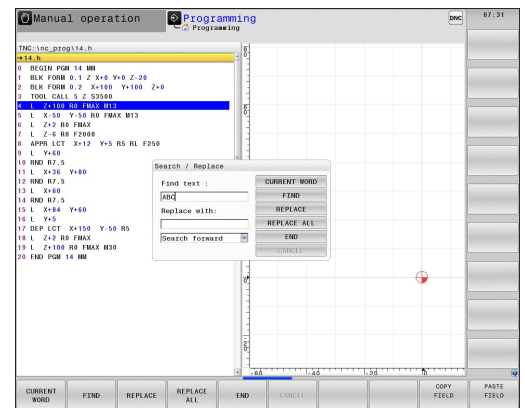 Manual operation
Programming
Programming
DNC
07:31
TNC:\nc_prog\14.h
→14.h
0 BEGIN PGM 14 MM
1 BLK FORM 0.1 Z X+0 Y+0 Z-20
2 BLK FORM 0.2 X+100 Y+100 Z+0
3 TOOL CALL 5 Z S3500
4 L Z+100 R0 FMAX M13
5 L X-50 Y-50 R0 FMAX M13
6 L Z+2 R0 FMAX
7 L Z-6 R0 F2000
8 APPR LCT X+12 Y+5 R5 RL F250
9 L Y+60
10 RND R7.5
11 L X+36 Y+80
12 RND R7.5
13 L X+60
14 RND R7.5
15 L X+84 Y+60
16 L Y+5
17 DEP LCT X+150 Y-50 R5
18 L Z+2 R0 FMAX
19 L Z+100 R0 FMAX M30
20 END PGM 14 MM
Search / Replace
Find text :
ABC
Replace with:
Search forward
CURRENT WORD
FIND
REPLACE
REPLACE ALL
END
CANCEL
-60 -40 -20 0
CURRENT WORD
FIND
REPLACE
REPLACE ALL
END
CANCEL
COPY FIELD
PASTE FIELD